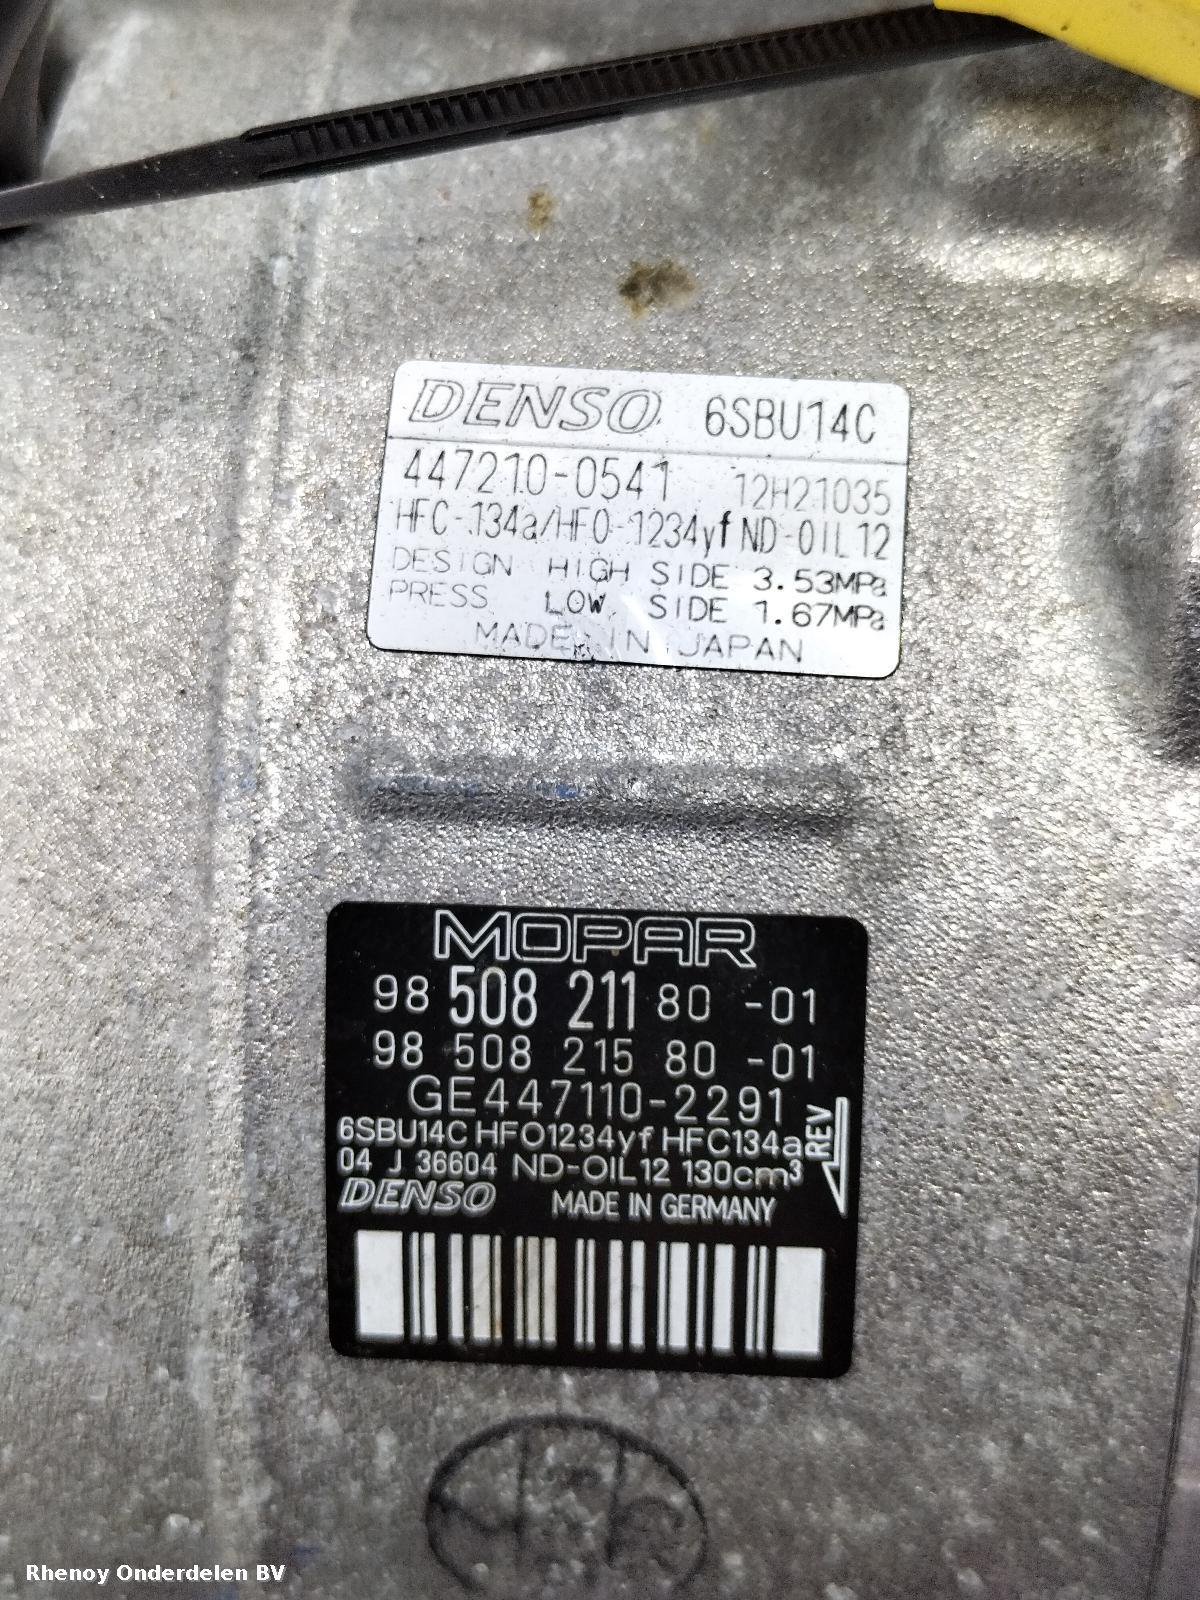 DENSO 6SBU14C
447210-0541 12H21035
HFC-134a/HFO-1234yf ND-OIL12
DESIGN HIGH SIDE 3.53MPa
PRESS LOW SIDE 1.67MPa
MADE IN JAPAN
MOPAR
98 508 211 80 -01
98 508 215 80 -01
GE447110-2291
6SBU14C HFO1234yf HFC134a
REV
04 J 36604 ND-OIL12 130cm³
DENSO MADE IN GERMANY
Rhenoy Onderdelen BV